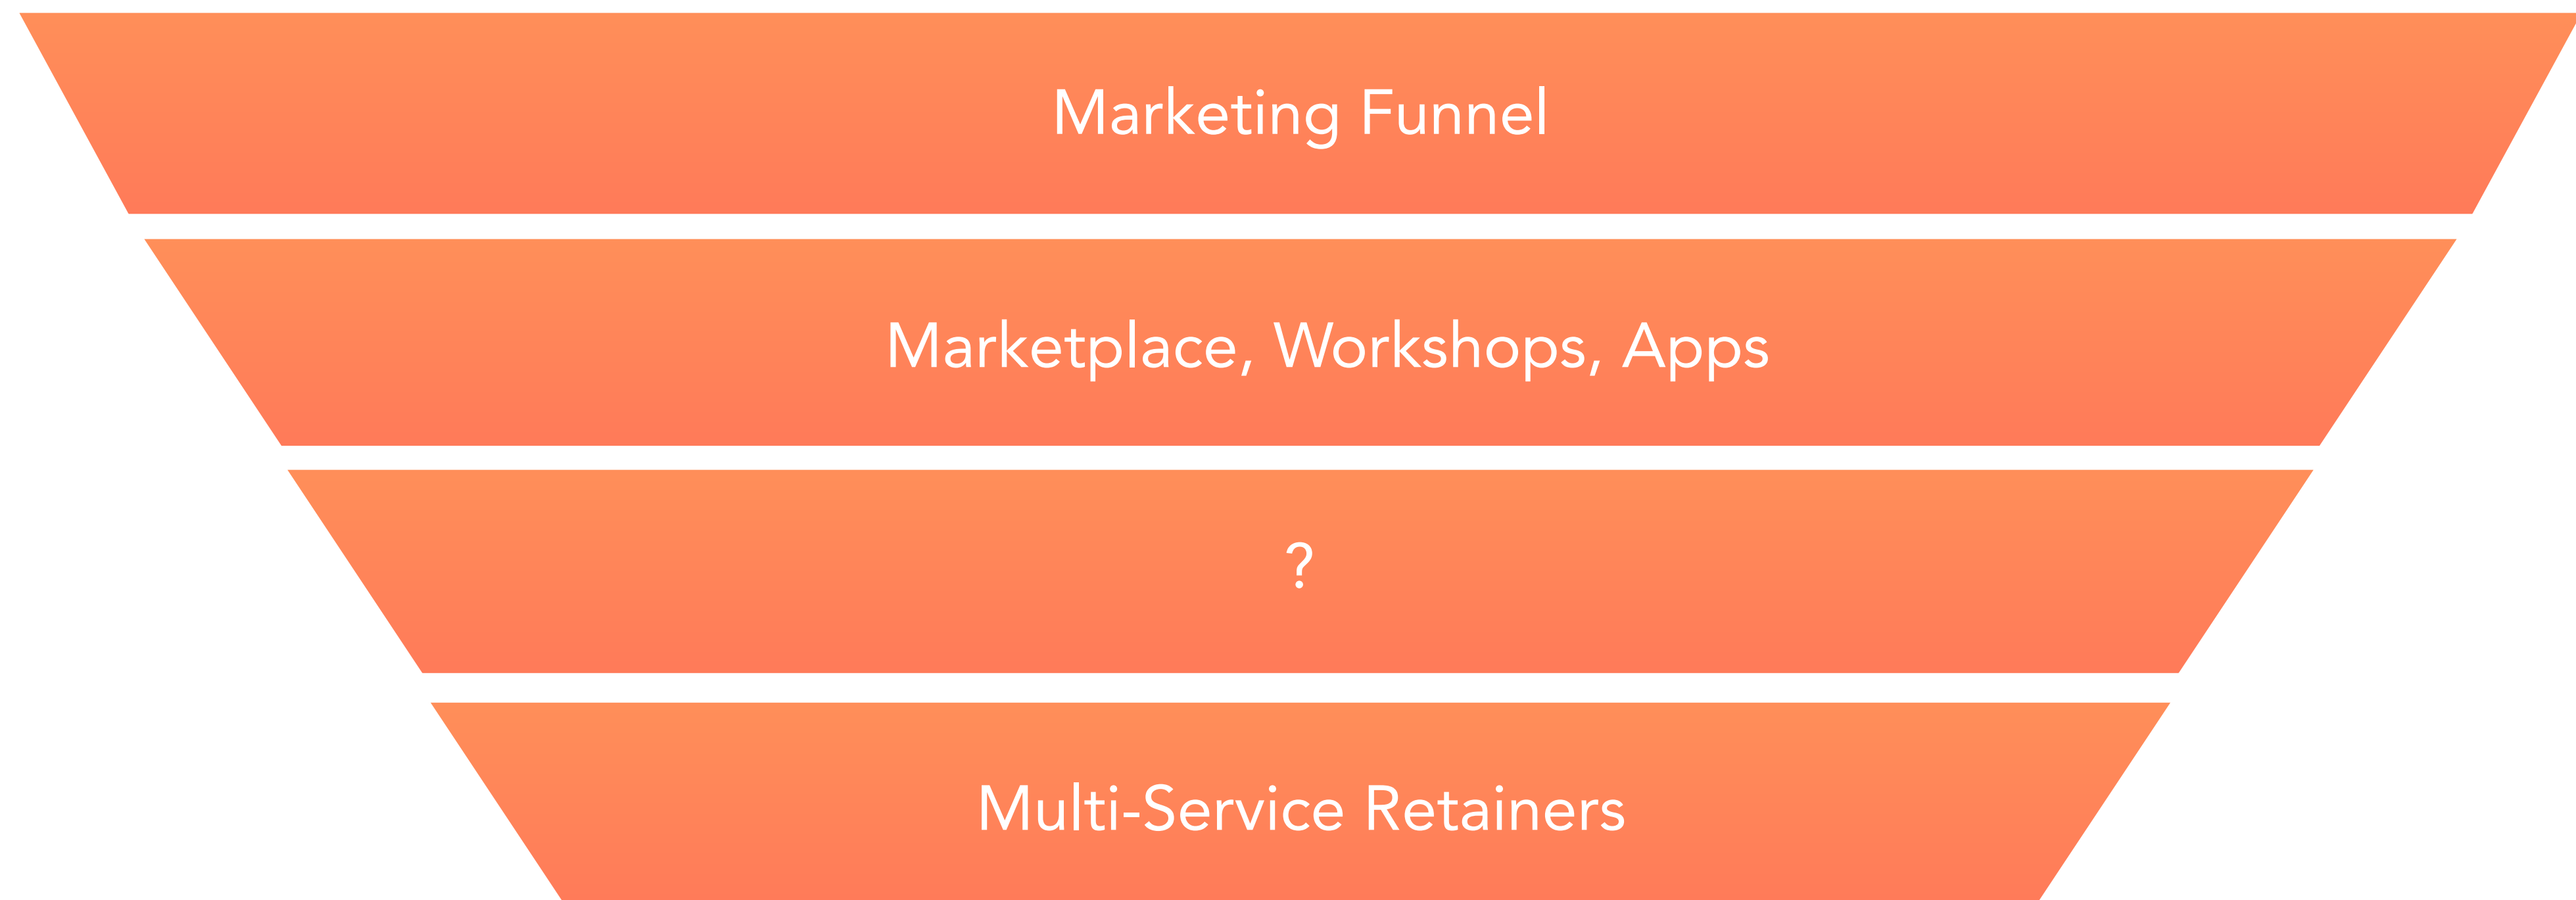 Marketing Funnel
Marketplace, Workshops, Apps
?
Multi-Service Retainers